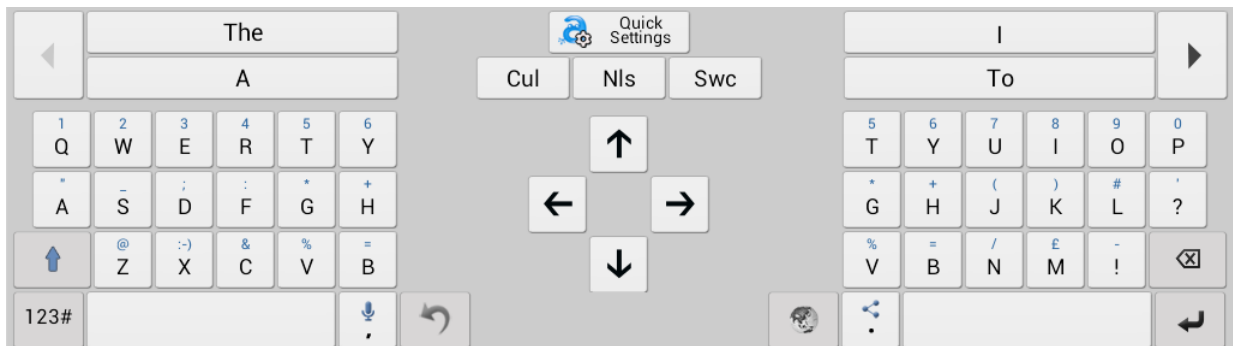 The
Quick
Settings
I
A
Cul Nls Swc
To
1 2 3 4 5 6
Q W E R T Y
5 6 7 8 9 0
T Y U I O P
" _ ; : * +
A S D F G H
* + ( ) # '
G H J K L ?
@ :-) & % =
Z X C V B
% = / £ -
V B N M !
123# , .